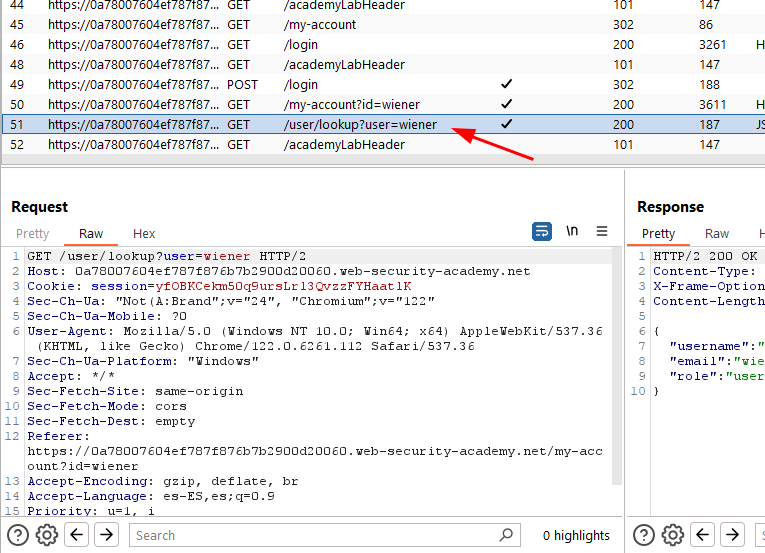 44 https://0a78007604ef787f87... GET /academyLabHeader 101 147
45 https://0a78007604ef787f87... GET /my-account 302 86
46 https://0a78007604ef787f87... GET /login 200 3261 H
48 https://0a78007604ef787f87... GET /academyLabHeader 101 147
49 https://0a78007604ef787f87... POST /login ✓ 302 188
50 https://0a78007604ef787f87... GET /my-account?id=wiener ✓ 200 3611 H
51 https://0a78007604ef787f87... GET /user/lookup?user=wiener ✓ 200 187 JS
52 https://0a78007604ef787f87... GET /academyLabHeader 101 147
Request
Pretty Raw Hex \n
1 GET /user/lookup?user=wiener HTTP/2
2 Host: 0a78007604ef787f876b7b2900d20060.web-security-academy.net
3 Cookie: session=yfOBKCekm50q9ursLrl3QvzzFYHaatlK
4 Sec-Ch-Ua: "Not(A:Brand";v="24", "Chromium";v="122"
5 Sec-Ch-Ua-Mobile: ?0
6 User-Agent: Mozilla/5.0 (Windows NT 10.0; Win64; x64) AppleWebKit/537.36
(KHTML, like Gecko) Chrome/122.0.6261.112 Safari/537.36
7 Sec-Ch-Ua-Platform: "Windows"
8 Accept: */*
9 Sec-Fetch-Site: same-origin
10 Sec-Fetch-Mode: cors
11 Sec-Fetch-Dest: empty
12 Referer:
https://0a78007604ef787f876b7b2900d20060.web-security-academy.net/my-acc
ount?id=wiener
13 Accept-Encoding: gzip, deflate, br
14 Accept-Language: es-ES,es;q=0.9
15 Priority: u=1, i
Search
0 highlights
Response
Pretty Raw H
1 HTTP/2 200 OK
2 Content-Type:
3 X-Frame-Option
4 Content-Length
5
6 {
7 "username":"
8 "email":"wie
9 "role":"user
10 }
S